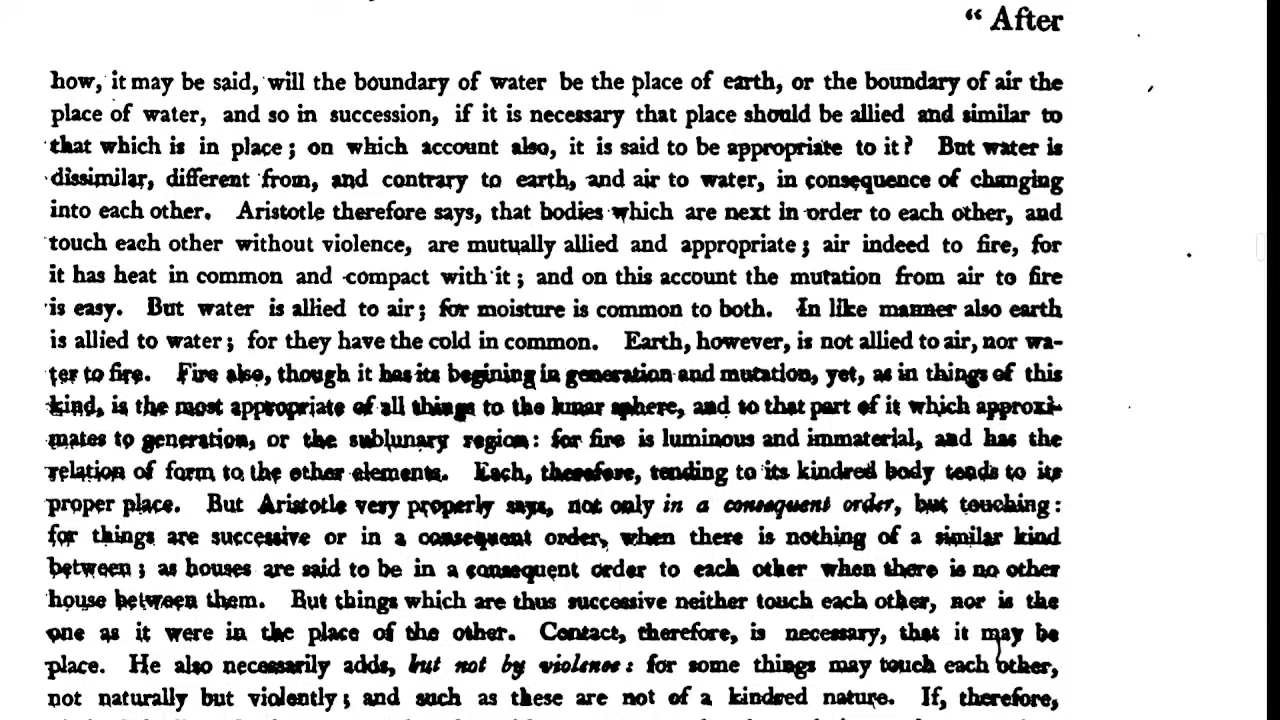 “ After
how, it may be said, will the boundary of water be the place of earth, or the boundary of air the
place of water, and so in succession, if it is necessary that place should be allied and similar to
that which is in place; on which account also, it is said to be appropriate to it? But water is
dissimilar, different from, and contrary to earth, and air to water, in consequence of changing
into each other. Aristotle therefore says, that bodies which are next in order to each other, and
touch each other without violence, are mutually allied and appropriate; air indeed to fire, for
it has heat in common and compact with it; and on this account the mutation from air to fire
is easy. But water is allied to air; for moisture is common to both. In like manner also earth
is allied to water; for they have the cold in common. Earth, however, is not allied to air, nor wa-
ter to fire. Fire also, though it has its begining in generation and mutation, yet, as in things of this
kind, is the most appropriate of all things to the lunar sphere, and to that part of it which approxi-
mates to generation, or the sublunary region: for fire is luminous and immaterial, and has the
relation of form to the other elements. Each, therefore, tending to its kindred body tends to its
proper place. But Aristotle very properly says, not only in a consequent order, but touching:
for things are successive or in a consequent order, when there is nothing of a similar kind
between; as houses are said to be in a consequent order to each other when there is no other
house between them. But things which are thus successive neither touch each other, nor is the
one as it were in the place of the other. Contact, therefore, is necessary, that it may be
place. He also necessarily adds, but not by violence: for some things may touch each other,
not naturally but violently; and such as these are not of a kindred nature. If, therefore,